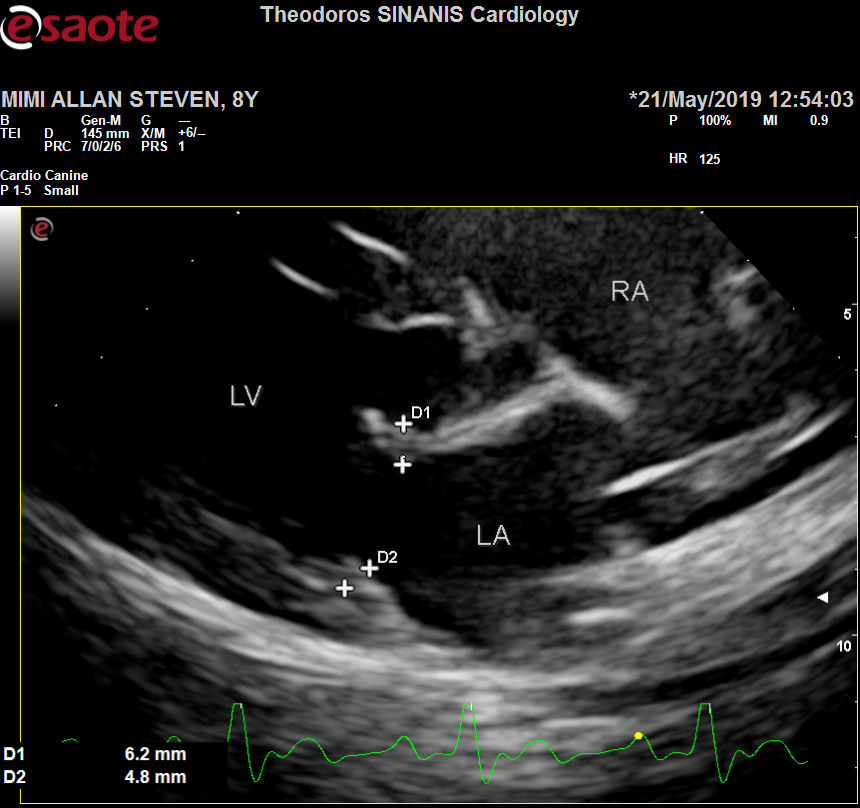 esaote
Theodoros SINANIS Cardiology
MIMI ALLAN STEVEN, 8Y
*21/May/2019 12:54:03
B Gen-M G ---
TEI D 145 mm X/M +6/--
PRC 7/0/2/6 PRS 1
P 100% MI 0.9
HR 125
Cardio Canine
P 1-5 Small
e
RA
5
LV
D1
LA
D2
10
D1 6.2 mm
D2 4.8 mm